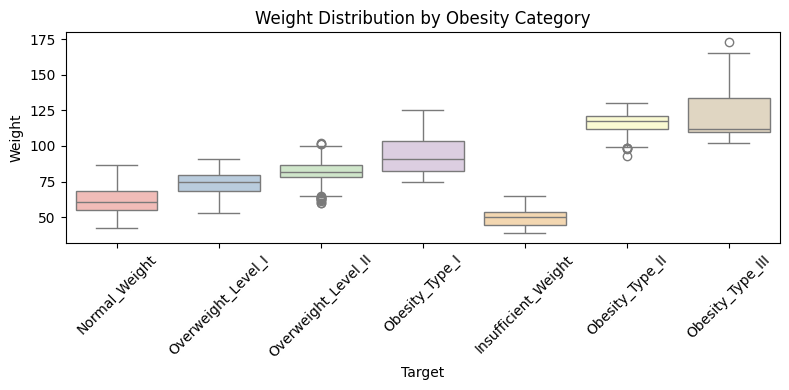 Weight Distribution by Obesity Category
Weight
175
150
125
100
75
50
Normal_Weight
Overweight_Level_I
Overweight_Level_II
Obesity_Type_I
Insufficient_Weight
Obesity_Type_II
Obesity_Type_III
Target